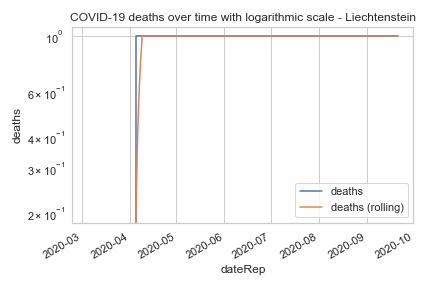 COVID-19 deaths over time with logarithmic scale - Liechtenstein
10⁰
6 × 10⁻¹
4 × 10⁻¹
3 × 10⁻¹
2 × 10⁻¹
deaths
deaths
deaths (rolling)
2020-03
2020-04
2020-05
2020-06
2020-07
2020-08
2020-09
2020-10
dateRep